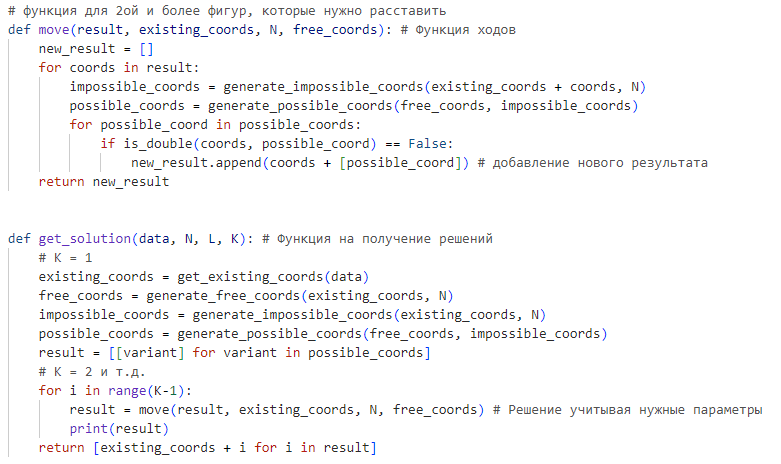 # функция для 2ой и более фигур, которые нужно расставить
def move(result, existing_coords, N, free_coords): # Функция ходов
    new_result = []
    for coords in result:
        impossible_coords = generate_impossible_coords(existing_coords + coords, N)
        possible_coords = generate_possible_coords(free_coords, impossible_coords)
        for possible_coord in possible_coords:
            if is_double(coords, possible_coord) == False:
                new_result.append(coords + [possible_coord]) # добавление нового результата
    return new_result
def get_solution(data, N, L, K): # Функция на получение решений
    # K = 1
    existing_coords = get_existing_coords(data)
    free_coords = generate_free_coords(existing_coords, N)
    impossible_coords = generate_impossible_coords(existing_coords, N)
    possible_coords = generate_possible_coords(free_coords, impossible_coords)
    result = [[variant] for variant in possible_coords]
    # K = 2 и т.д.
    for i in range(K-1):
        result = move(result, existing_coords, N, free_coords) # Решение учитывая нужные параметры
        print(result)
    return [existing_coords + i for i in result]